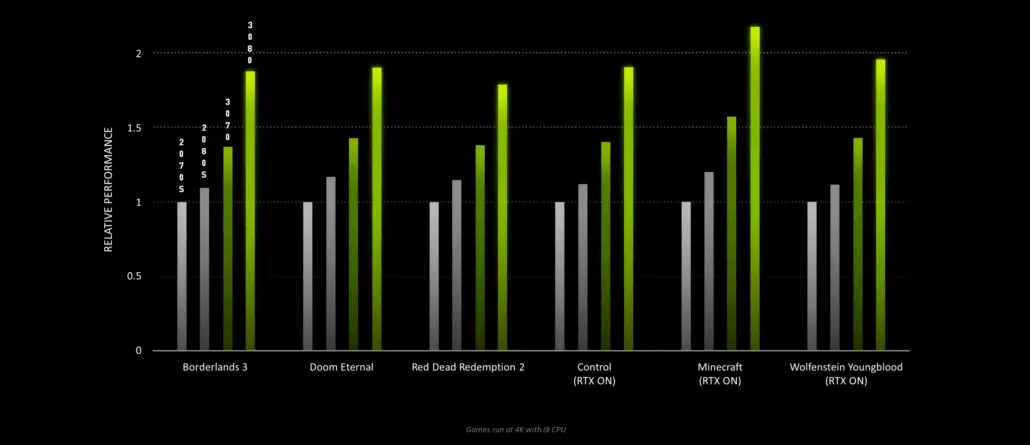 3080
3070
2080S
2070S
2
1.5
1
0.5
0
RELATIVE PERFORMANCE
Borderlands 3
Doom Eternal
Red Dead Redemption 2
Control
(RTX ON)
Minecraft
(RTX ON)
Wolfenstein Youngblood
(RTX ON)
Games run at 4K with I9 CPU